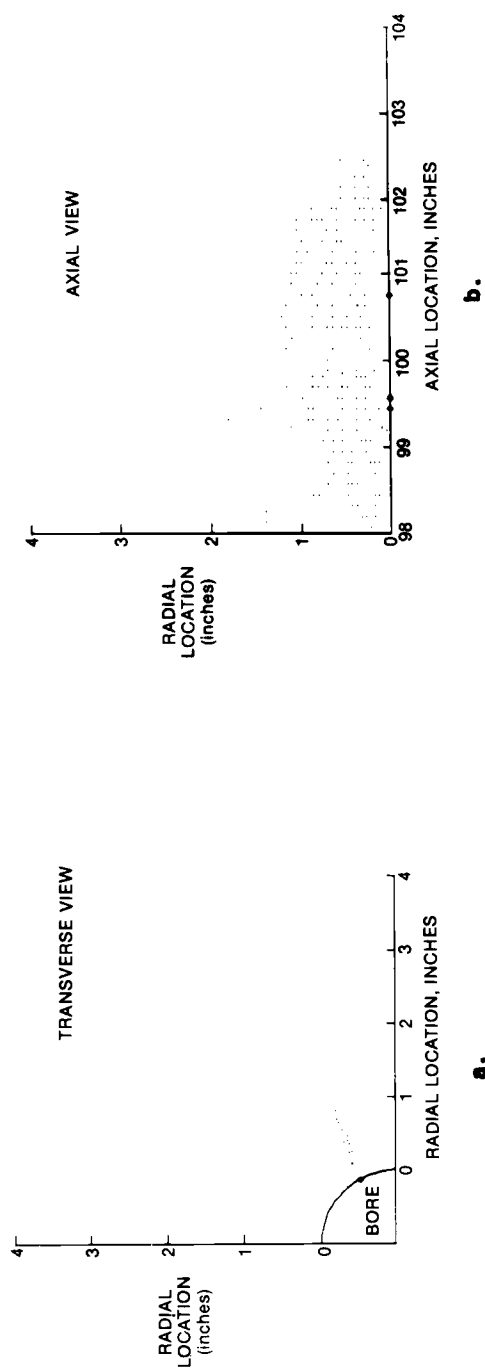 TRANSVERSE VIEW
RADIAL
LOCATION
(inches)
4
3
2
1
0
BORE
0
1
2
3
4
RADIAL LOCATION, INCHES
a.
AXIAL VIEW
RADIAL
LOCATION
(inches)
4
3
2
1
0
98
99
100
101
102
103
104
AXIAL LOCATION, INCHES
b.